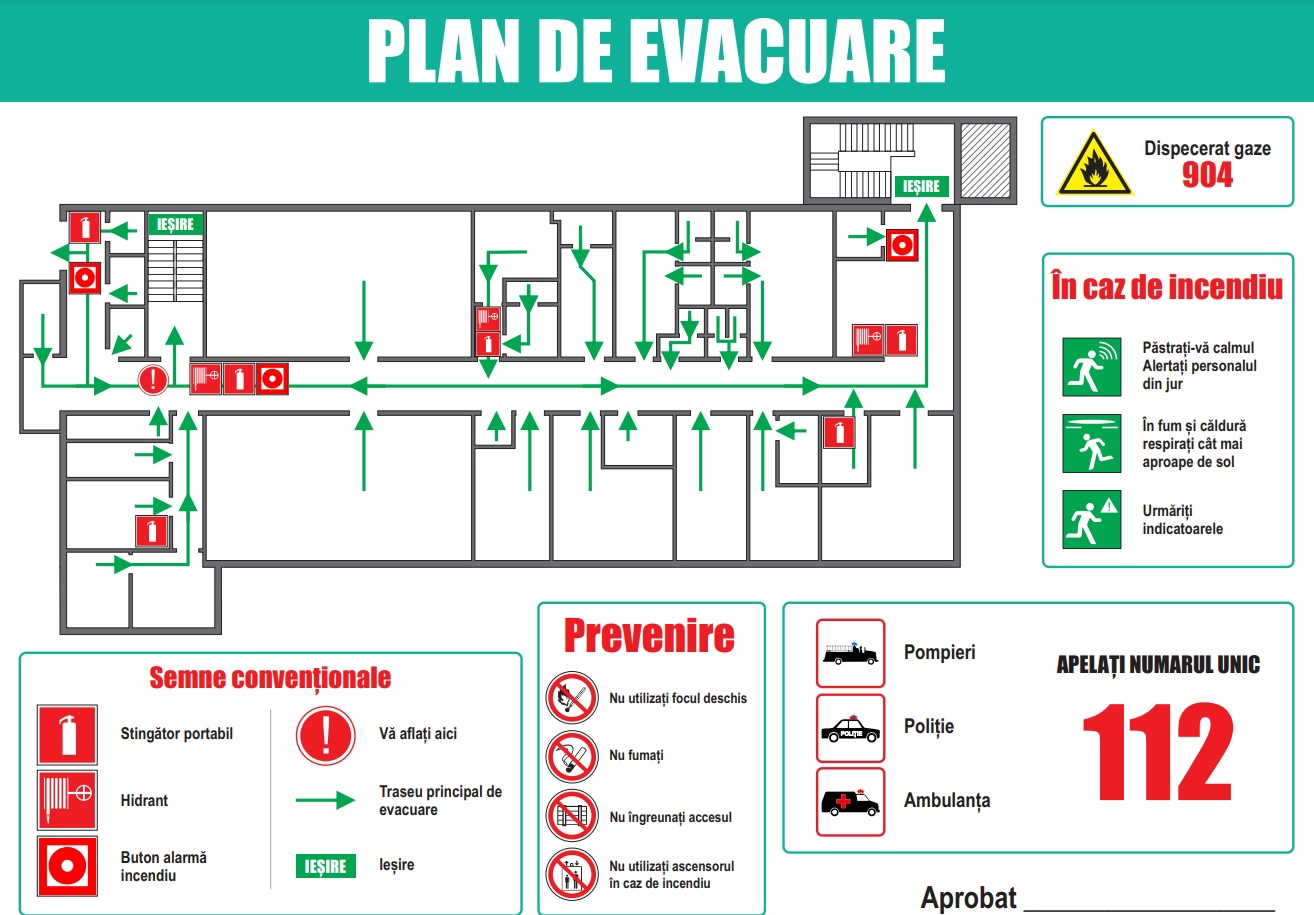 PLAN DE EVACUARE
IEȘIRE
Dispecerat gaze
904
IEȘIRE
În caz de incendiu
Păstrați-vă calmul
Alertați personalul
din jur
În fum și căldură
respirați cât mai
aproape de sol
Urmăriți
indicatoarele
Semne convenționale
Stingător portabil
Hidrant
Buton alarmă
incendiu
Vă aflați aici
Traseu principal de
evacuare
IEȘIRE
Ieșire
Prevenire
Nu utilizați focul deschis
Nu fumați
Nu îngreunați accesul
Nu utilizați ascensorul
în caz de incendiu
Pompieri
POLIȚIE
Poliție
Ambulanța
APELAȚI NUMARUL UNIC
112
Aprobat ________________